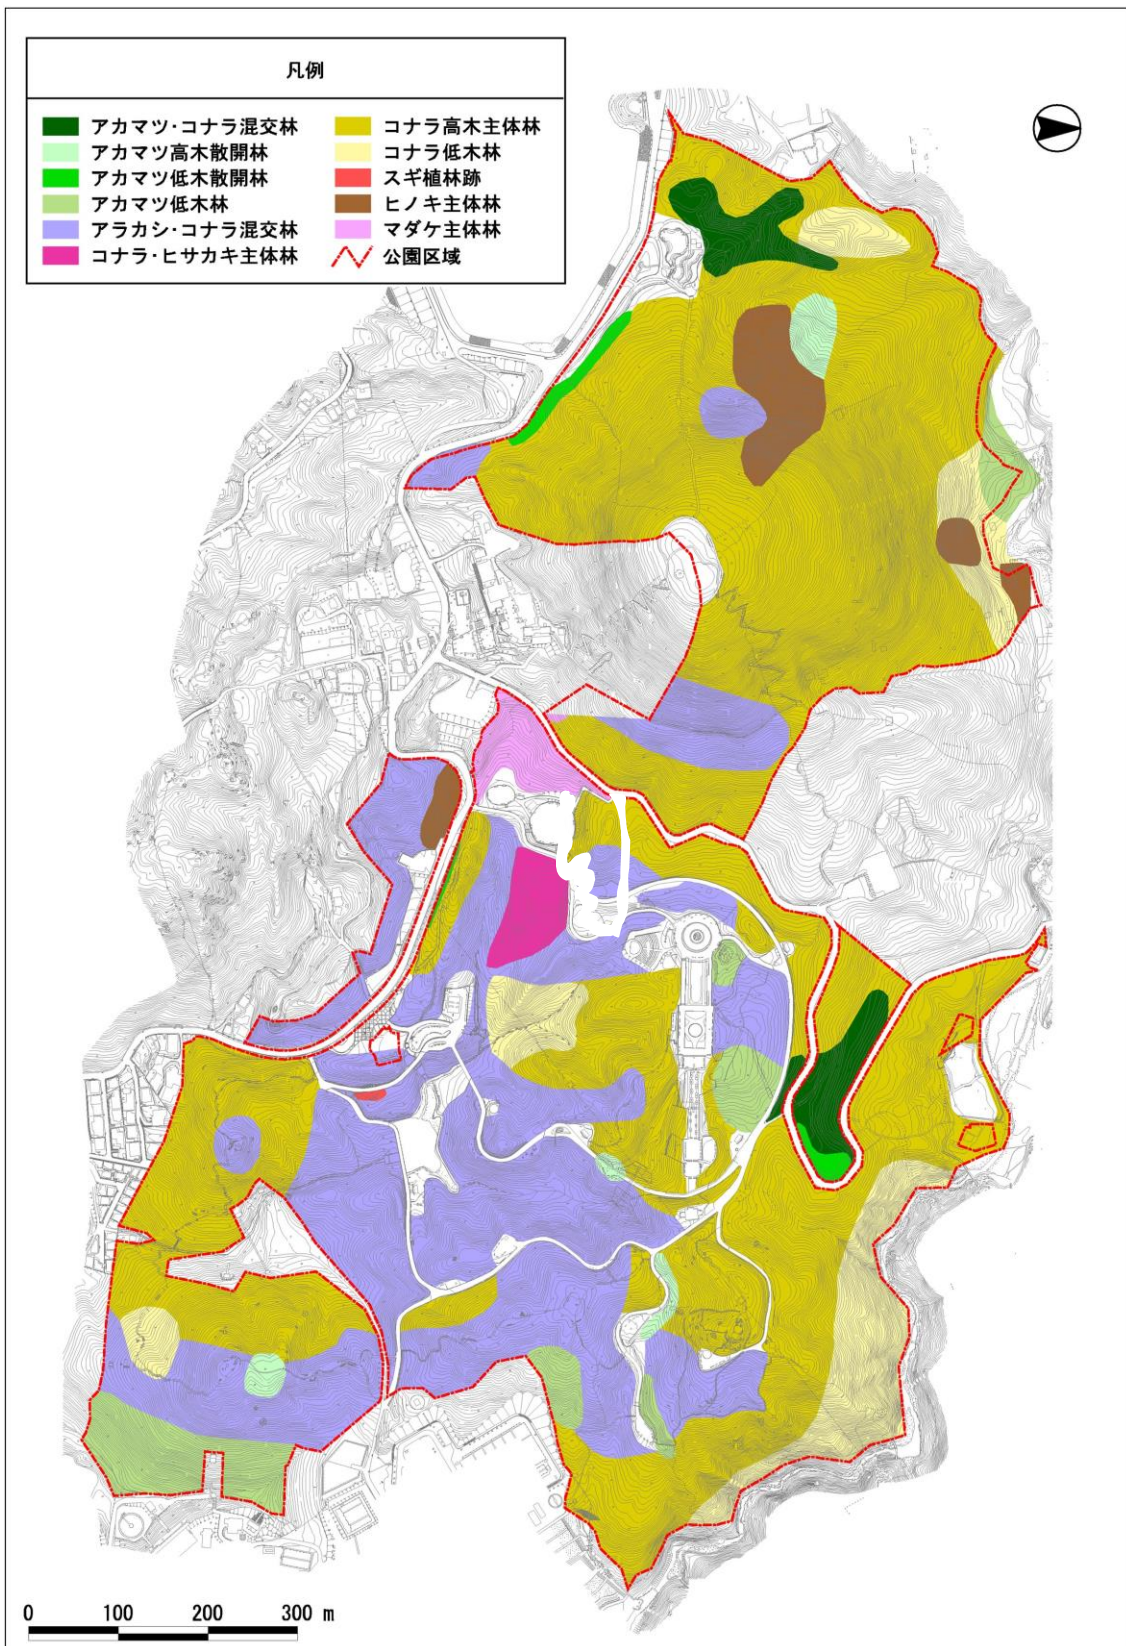 凡例
アカマツ・コナラ混交林
アカマツ高木散開林
アカマツ低木散開林
アカマツ低木林
アラカシ・コナラ混交林
コナラ・ヒサカキ主体林
コナラ高木主体林
コナラ低木林
スギ植林跡
ヒノキ主体林
マダケ主体林
公園区域
0 100 200 300 m